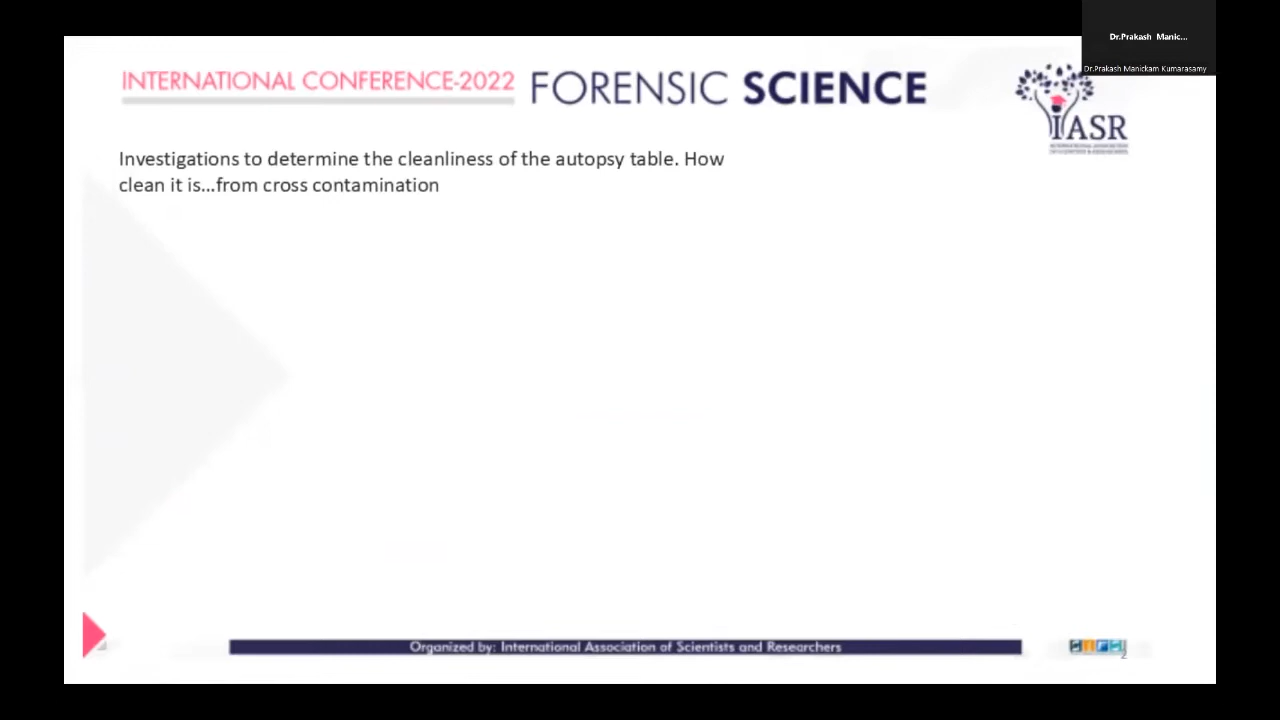 Dr.Prakash Manic...
Dr.Prakash Manickam Kumarasamy
INTERNATIONAL CONFERENCE-2022 FORENSIC SCIENCE
IASR
Investigations to determine the cleanliness of the autopsy table. How
clean it is...from cross contamination
Organized by: International Association of Scientists and Researchers
2